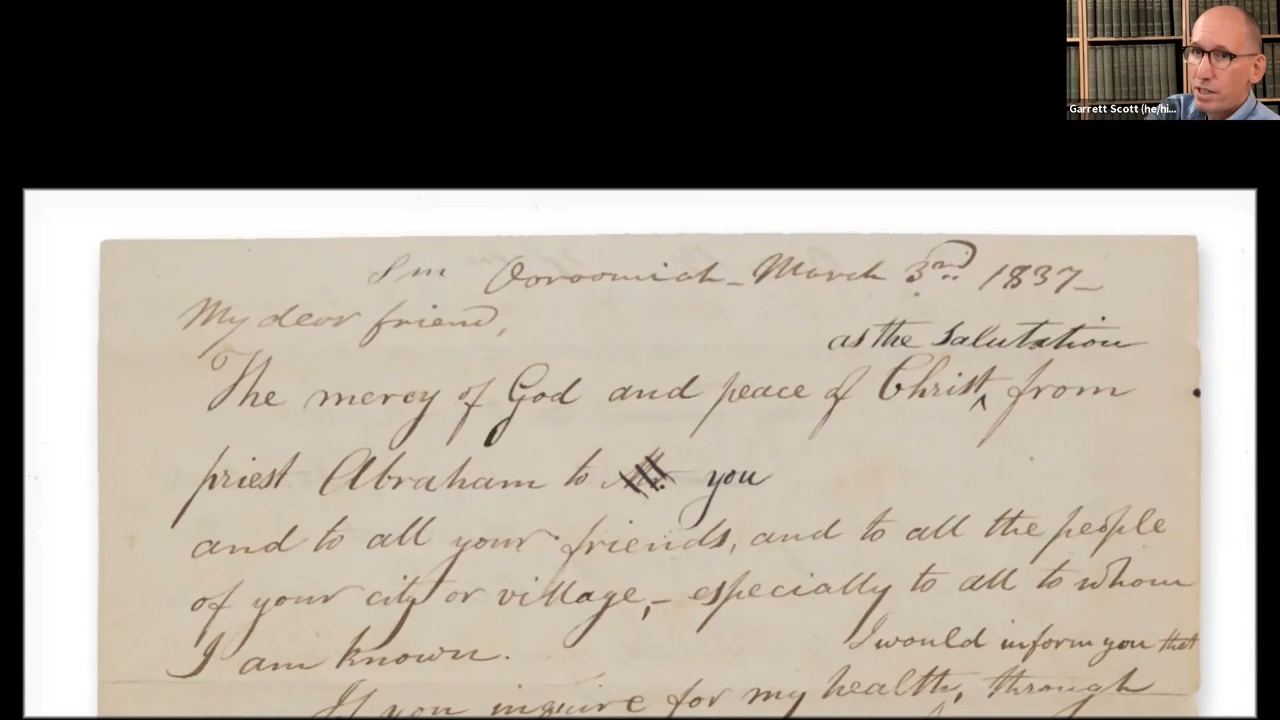 Garrett Scott (he/hi...
Ooroomiah - March 3rd 1837 -
My dear friend,
as the salutation
The mercy of God and peace of Christ ^ from
priest Abraham to you
and to all your friends, and to all the people
of your city or village, - especially to all to whom
I am known.
I would inform you that
If you inquire for my health, through